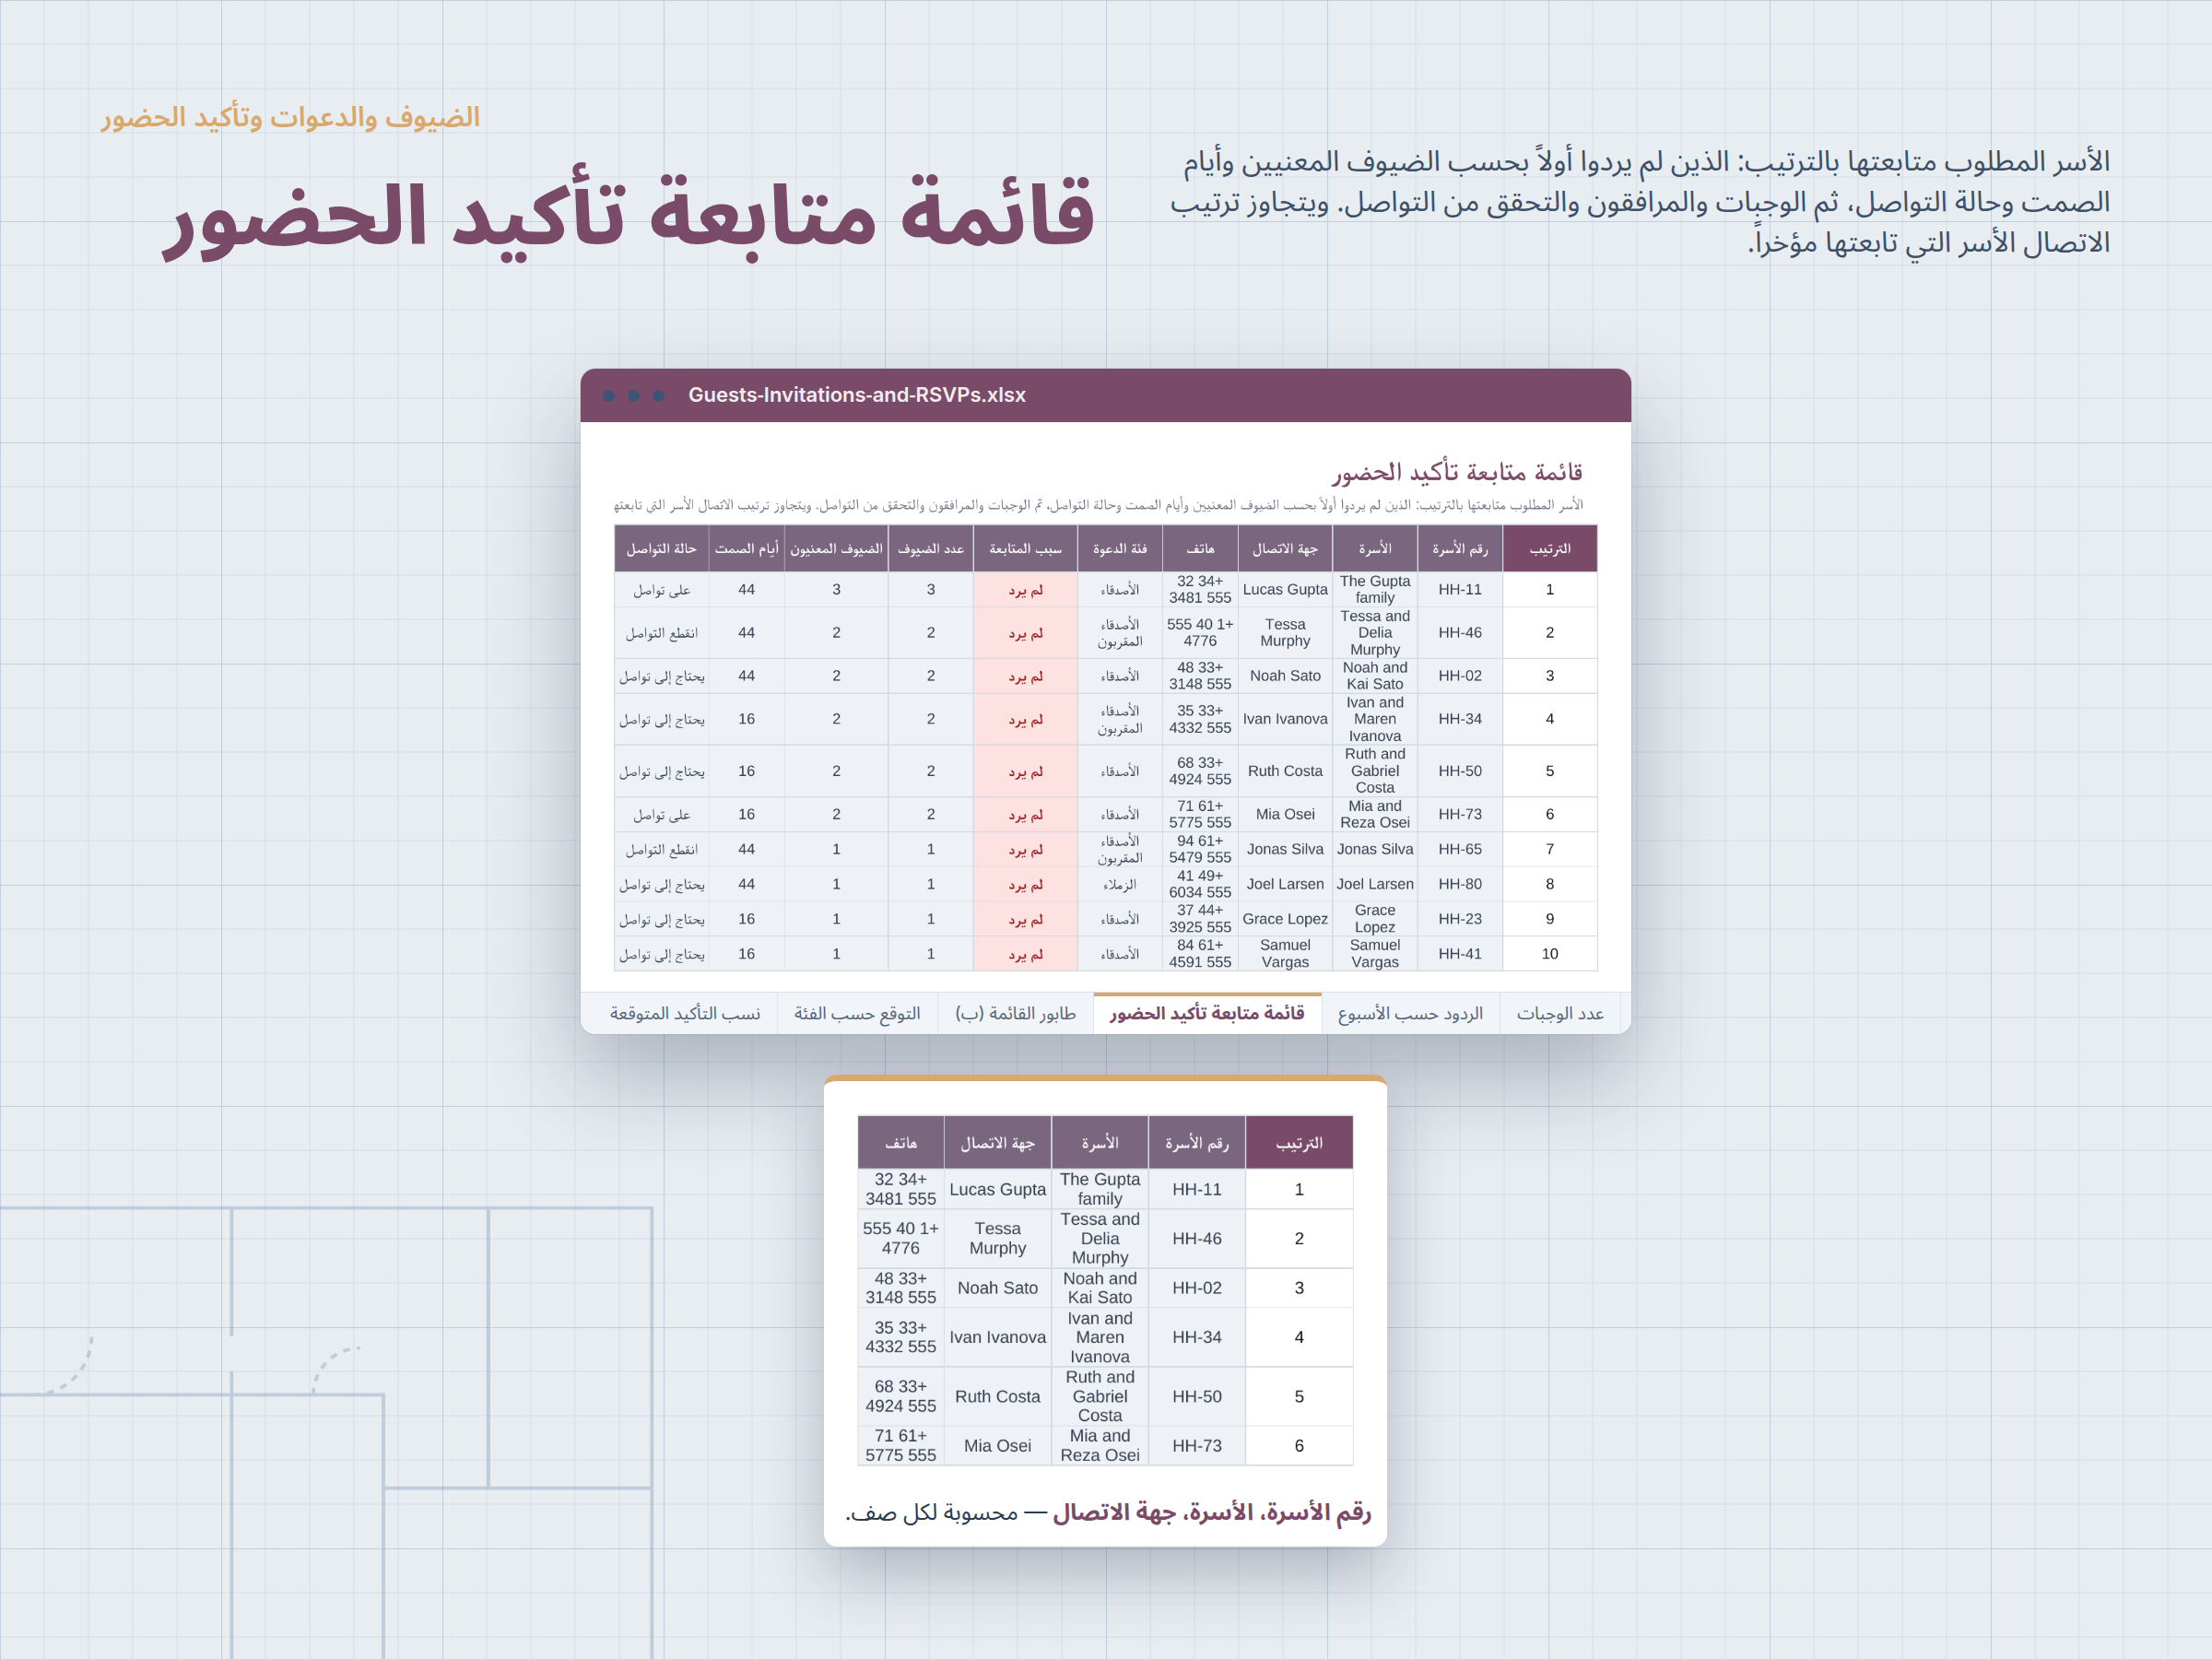 الضيوف والدعوات وتأكيد الحضور
قائمة متابعة تأكيد الحضور
الأسر المطلوب متابعتها بالترتيب: الذين لم يردوا أولاً بحسب الضيوف المعنيين وأيام
الصمت وحالة التواصل، ثم الوجبات والمرافقون والتحقق من التواصل. ويتجاوز ترتيب
الاتصال الأسر التي تابعتها مؤخراً.
Guests-Invitations-and-RSVPs.xlsx
قائمة متابعة تأكيد الحضور
الأسر المطلوب متابعتها بالترتيب: الذين لم يردوا أولاً بحسب الضيوف المعنيين وأيام الصمت وحالة التواصل، ثم الوجبات والمرافقون والتحقق من التواصل. ويتجاوز ترتيب الاتصال الأسر التي تابعتها
الترتيب رقم الأسرة الأسرة جهة الاتصال هاتف فئة الدعوة سبب المتابعة عدد الضيوف الضيوف المعنيون أيام الصمت حالة التواصل
1 HH-11 The Gupta family Lucas Gupta +34 32 555 3481 الأصدقاء لم يرد 3 3 44 على تواصل
2 HH-46 Tessa and Delia Murphy Tessa Murphy +1 40 555 4776 الأصدقاء المقربون لم يرد 2 2 44 انقطع التواصل
3 HH-02 Noah and Kai Sato Noah Sato +33 48 555 3148 الأصدقاء لم يرد 2 2 44 يحتاج إلى تواصل
4 HH-34 Ivan and Maren Ivanova Ivan Ivanova +33 35 555 4332 الأصدقاء المقربون لم يرد 2 2 16 يحتاج إلى تواصل
5 HH-50 Ruth and Gabriel Costa Ruth Costa +33 68 555 4924 الأصدقاء لم يرد 2 2 16 يحتاج إلى تواصل
6 HH-73 Mia and Reza Osei Mia Osei +61 71 555 5775 الأصدقاء لم يرد 2 2 16 على تواصل
7 HH-65 Jonas Silva Jonas Silva +61 94 555 5479 الأصدقاء المقربون لم يرد 1 1 44 انقطع التواصل
8 HH-80 Joel Larsen Joel Larsen +49 41 555 6034 الزملاء لم يرد 1 1 44 يحتاج إلى تواصل
9 HH-23 Grace Lopez Grace Lopez +44 37 555 3925 الأصدقاء لم يرد 1 1 16 يحتاج إلى تواصل
10 HH-41 Samuel Vargas Samuel Vargas +61 84 555 4591 الأصدقاء لم يرد 1 1 16 يحتاج إلى تواصل
عدد الوجبات الردود حسب الأسبوع قائمة متابعة تأكيد الحضور طابور القائمة (ب) التوقع حسب الفئة نسب التأكيد المتوقعة
الترتيب رقم الأسرة الأسرة جهة الاتصال هاتف
1 HH-11 The Gupta family Lucas Gupta +34 32 555 3481
2 HH-46 Tessa and Delia Murphy Tessa Murphy +1 40 555 4776
3 HH-02 Noah and Kai Sato Noah Sato +33 48 555 3148
4 HH-34 Ivan and Maren Ivanova Ivan Ivanova +33 35 555 4332
5 HH-50 Ruth and Gabriel Costa Ruth Costa +33 68 555 4924
6 HH-73 Mia and Reza Osei Mia Osei +61 71 555 5775
رقم الأسرة، الأسرة، جهة الاتصال — محسوبة لكل صف.